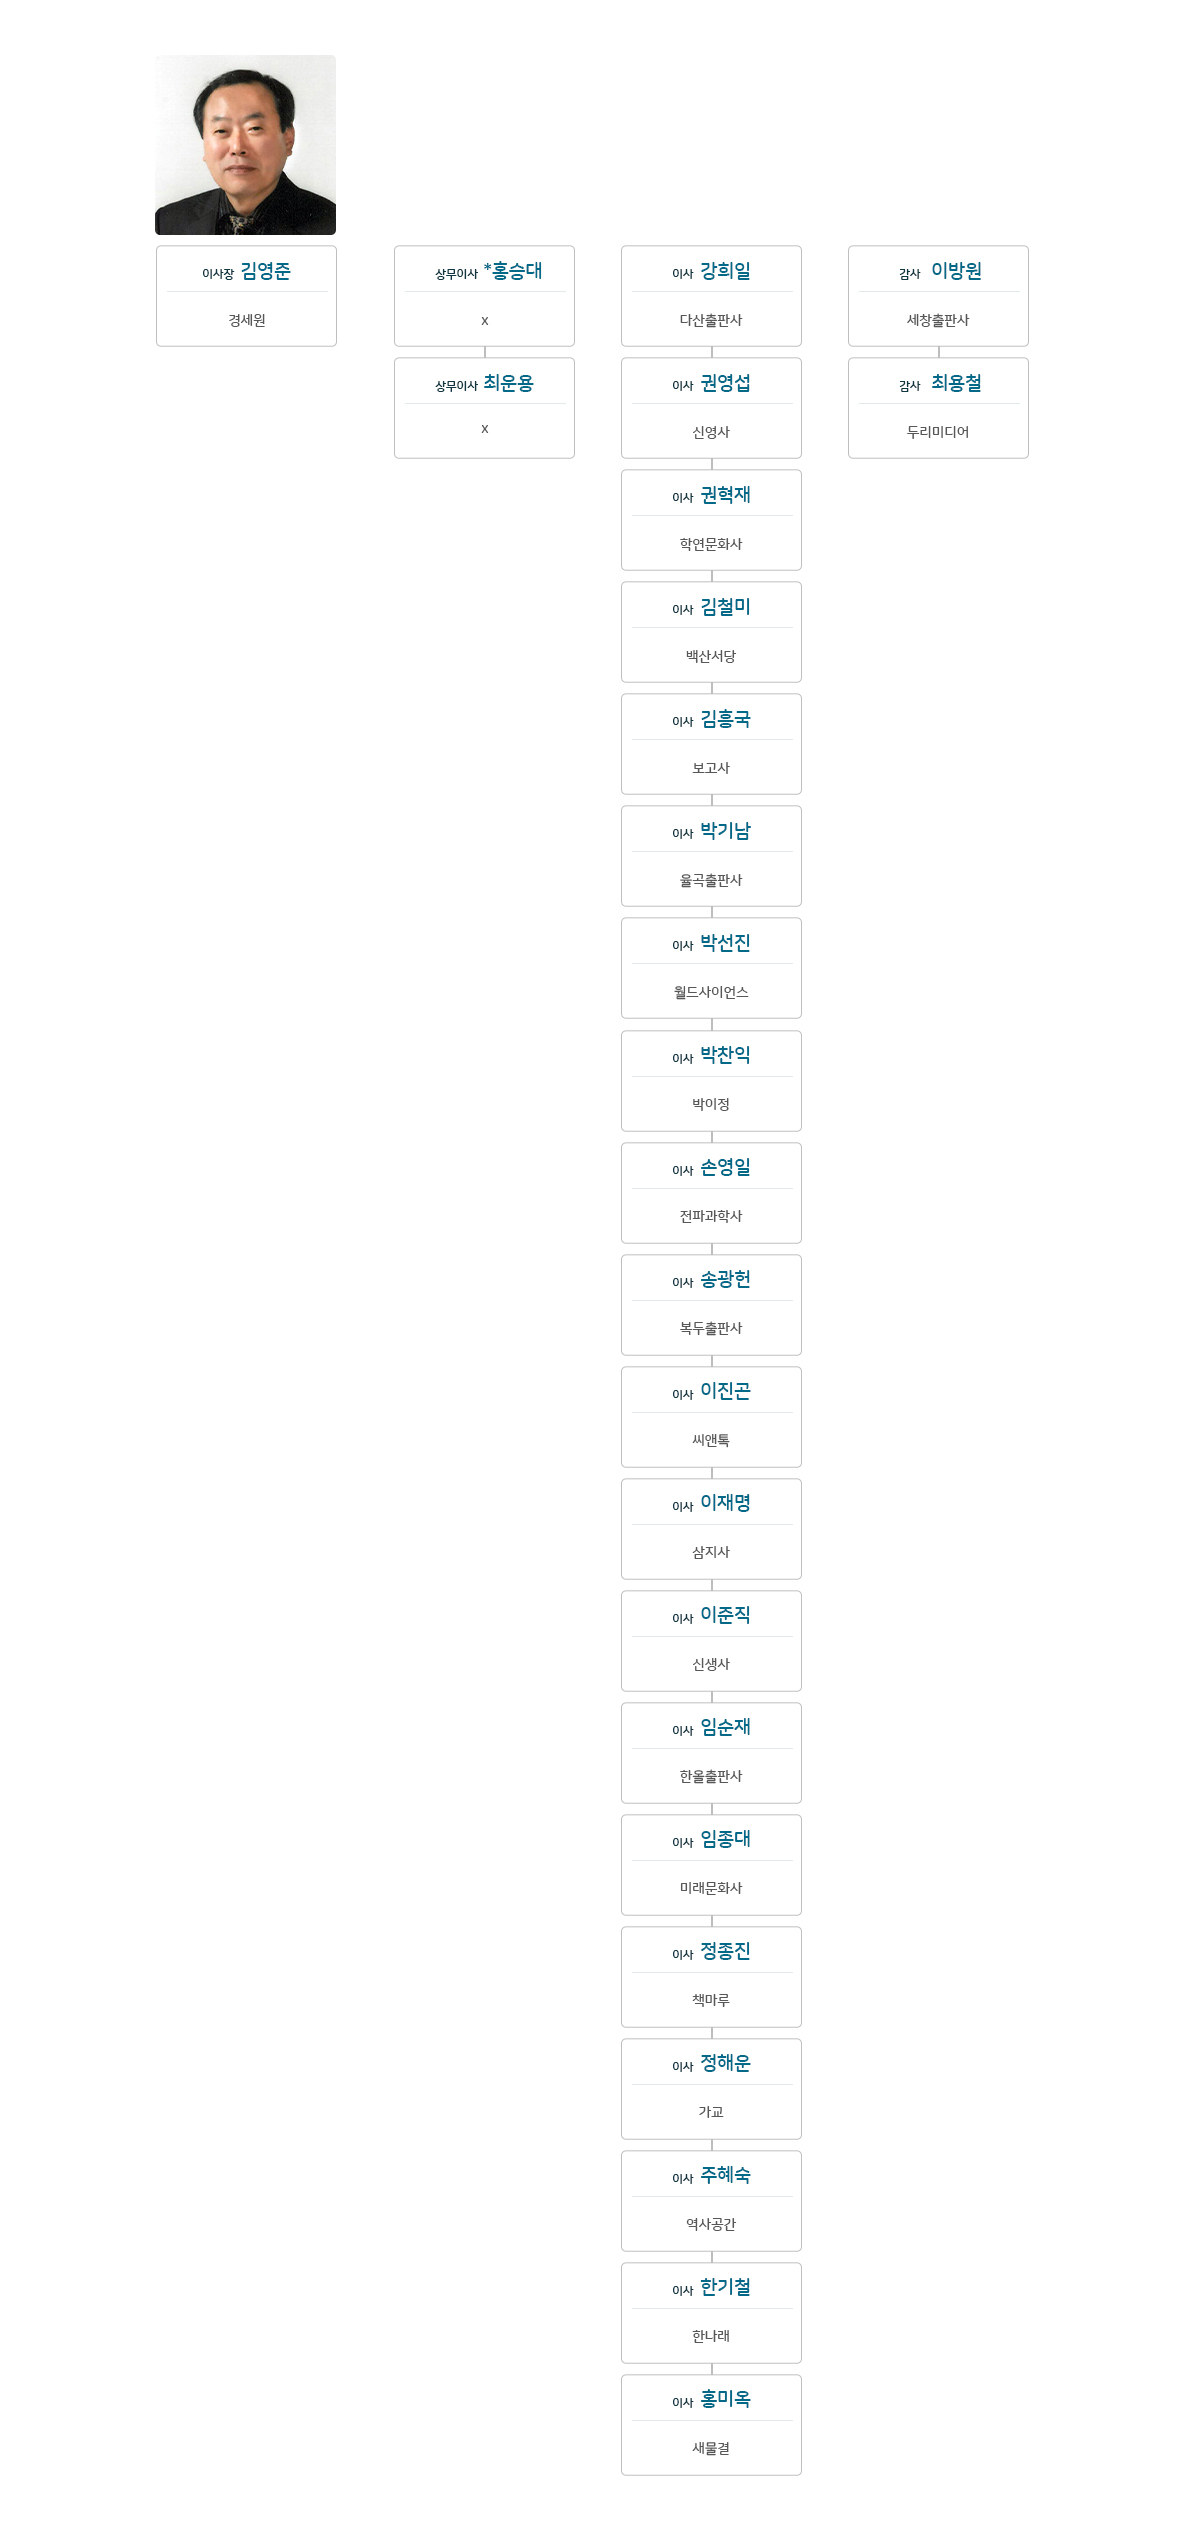 이사장 김영준
경세원
상무이사 *홍승대
x
상무이사 최운용
x
이사 강희일
다산출판사
이사 권영섭
신영사
이사 권혁재
학연문화사
이사 김철미
백산서당
이사 김흥국
보고사
이사 박기남
율곡출판사
이사 박선진
월드사이언스
이사 박찬익
박이정
이사 손영일
전파과학사
이사 송광헌
복두출판사
이사 이진곤
씨앤톡
이사 이재명
삼지사
이사 이준직
신생사
이사 임순재
한올출판사
이사 임종대
미래문화사
이사 정종진
책마루
이사 정해운
가교
이사 주혜숙
역사공간
이사 한기철
한나래
이사 홍미옥
새물결
감사 이방원
세창출판사
감사 최용철
두리미디어